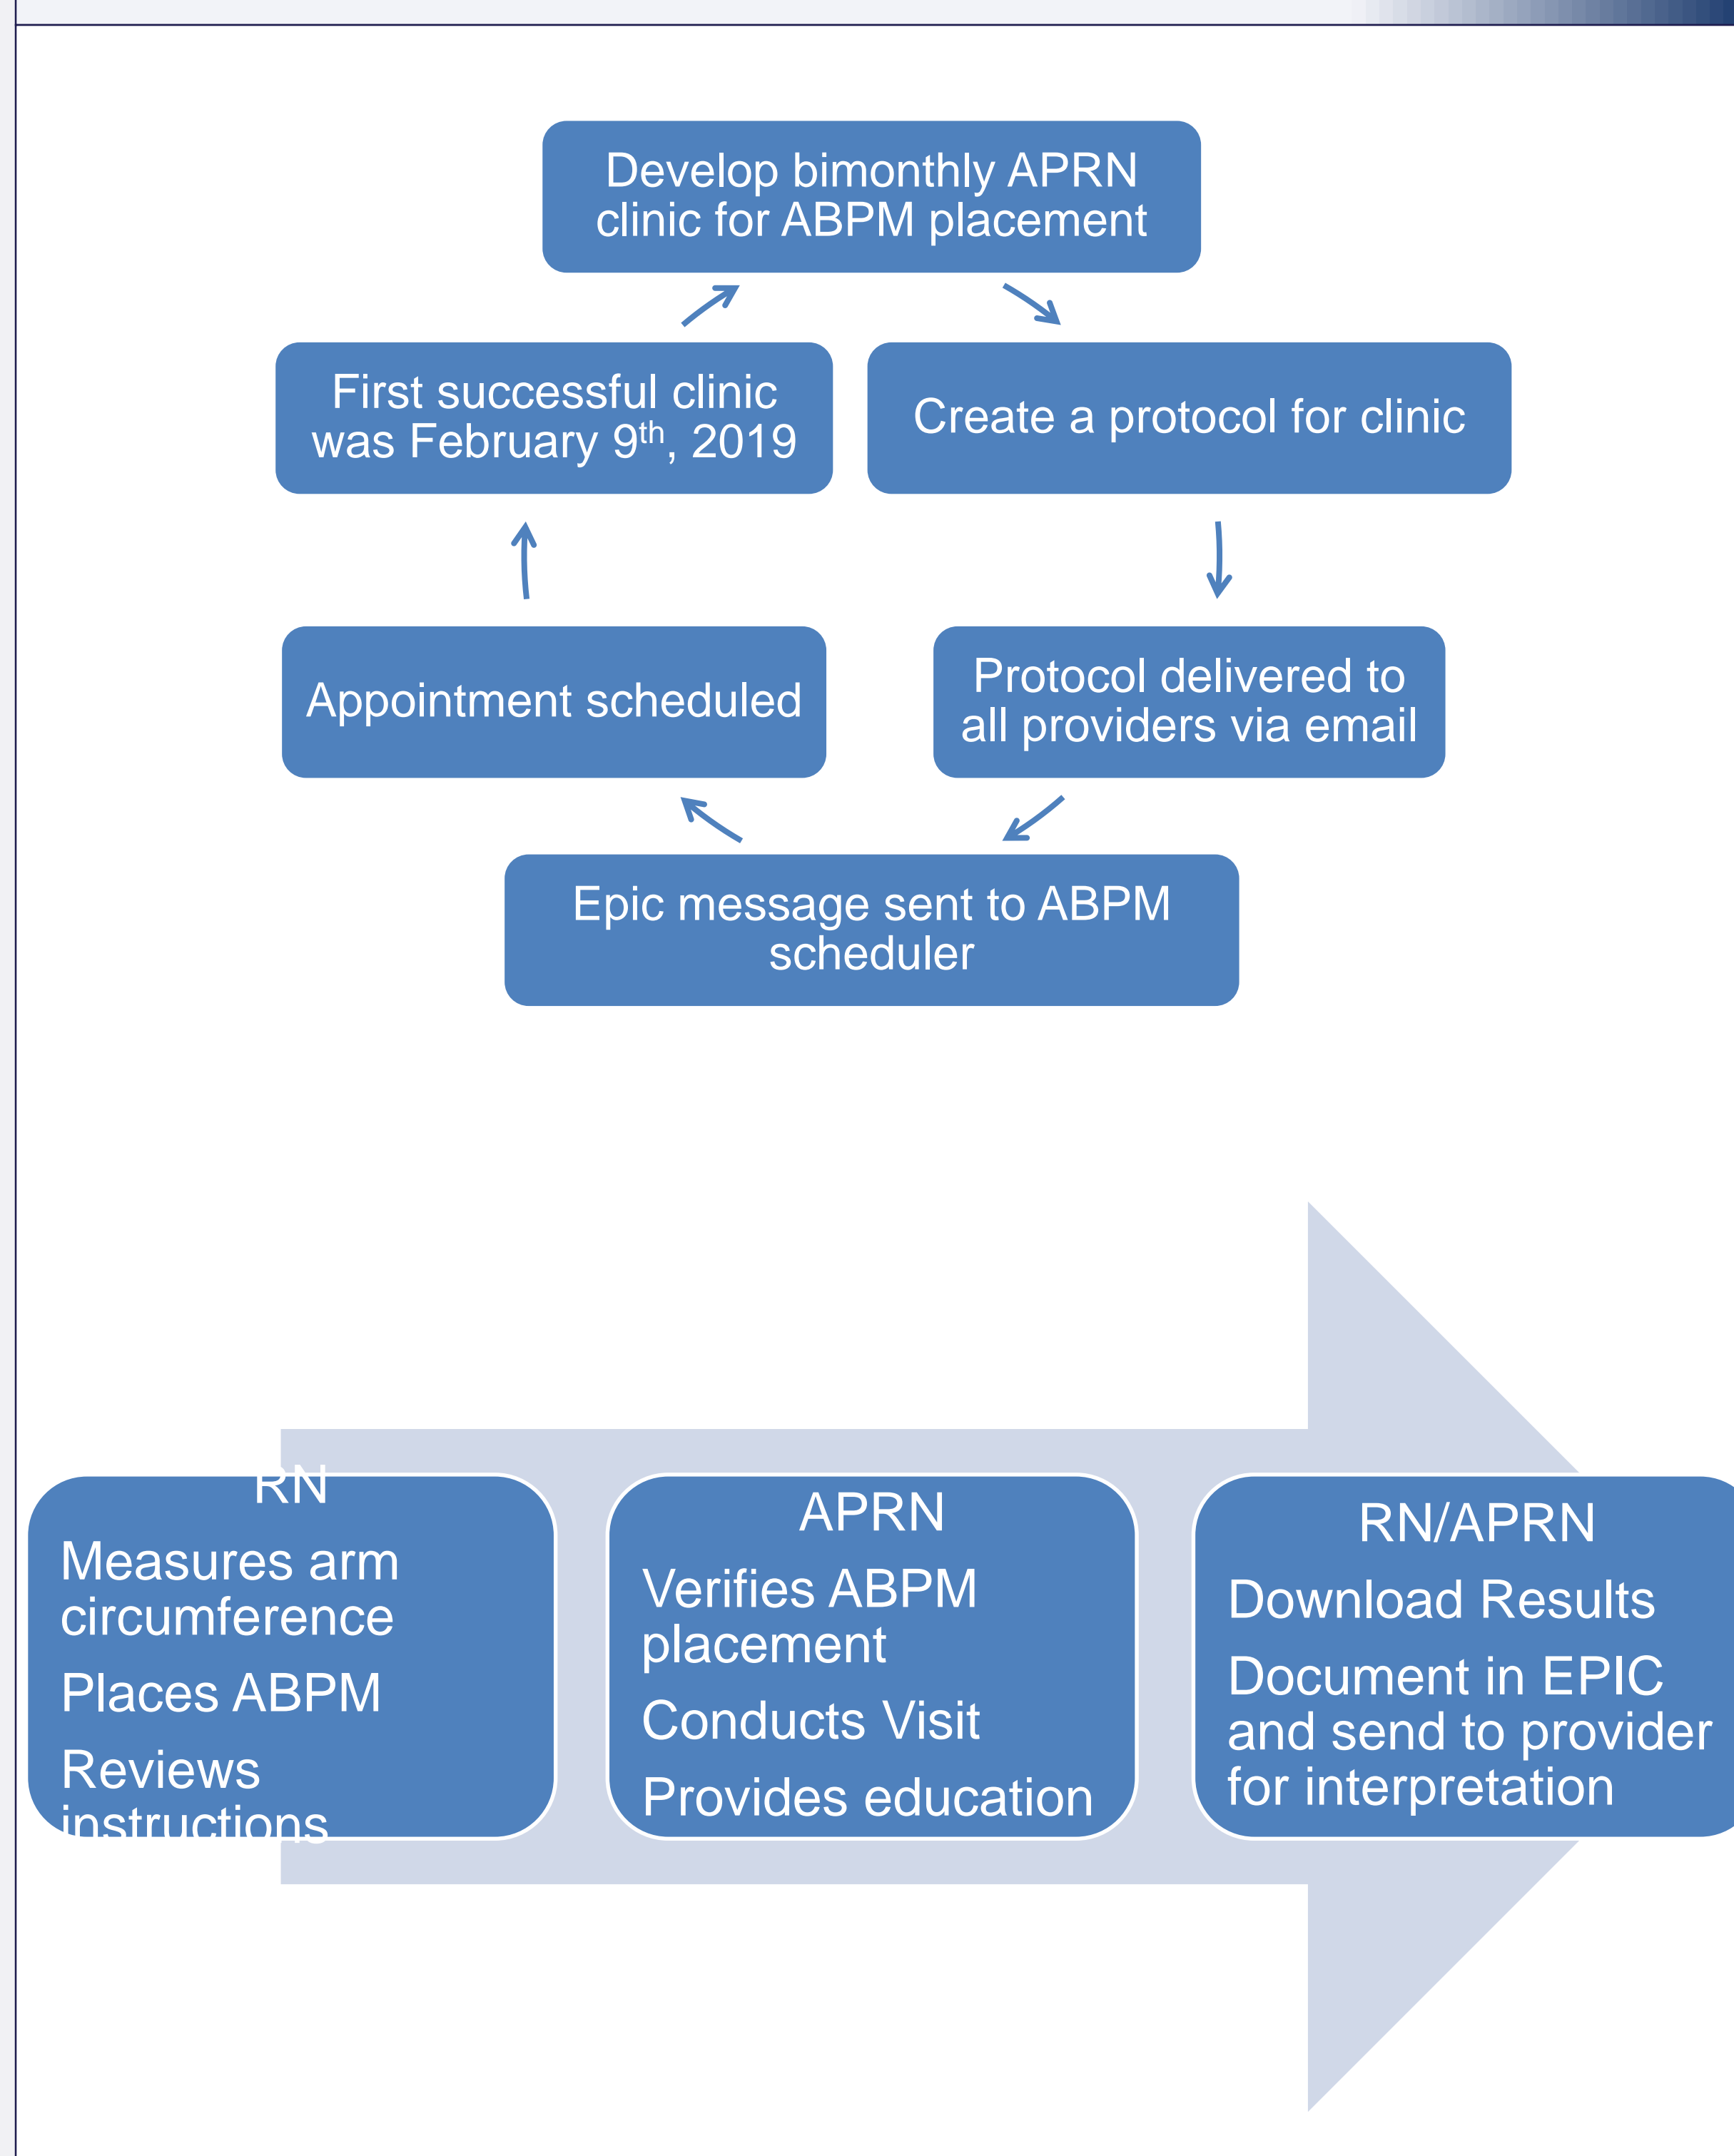 Develop bimonthly APRN
clinic for ABPM placement
First successful clinic
was February 9th, 2019
Create a protocol for clinic
Appointment scheduled
Protocol delivered to
all providers via email
Epic message sent to ABPM
scheduler
RN
Measures arm
circumference
Places ABPM
Reviews
instructions
APRN
Verifies ABPM
placement
Conducts Visit
Provides education
RN/APRN
Download Results
Document in EPIC
and send to provider
for interpretation